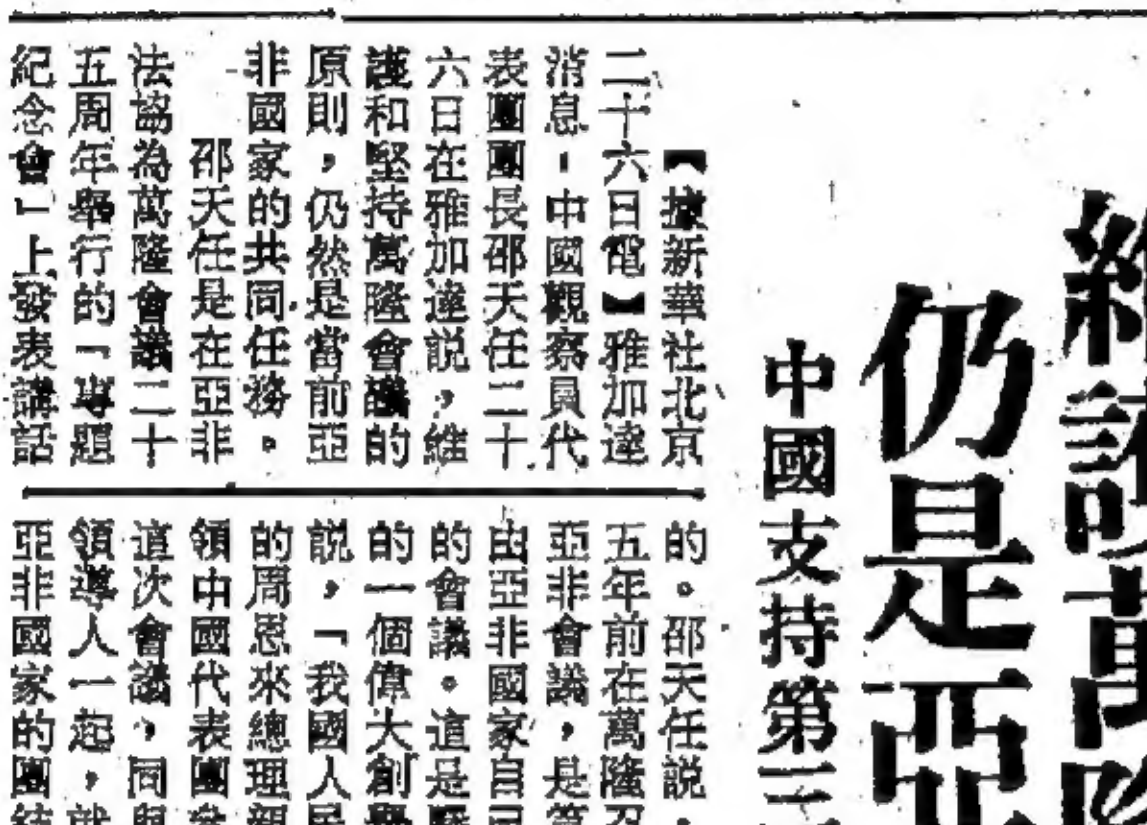 維護萬隆
仍是亞
中國支持第三
【據新華社北京
二十六日電】雅加達
消息：中國觀察員代
表團團長邵天任二十
六日在雅加達説，維
護和堅持萬隆會議的
原則，仍然是當前亞
非國家的共同任務。
邵天任是在亞非
法協為萬隆會議二十
五周年舉行的「專題
紀念會」上發表講話
的。邵天任説，
五年前在萬隆召
亞非會議，是第
由亞非國家自己
的會議。這是歷
的一個偉大創舉
説，「我國人民
的周恩來總理親
領中國代表團參
這次會議，同與
領導人一起，就
亞非國家的團結